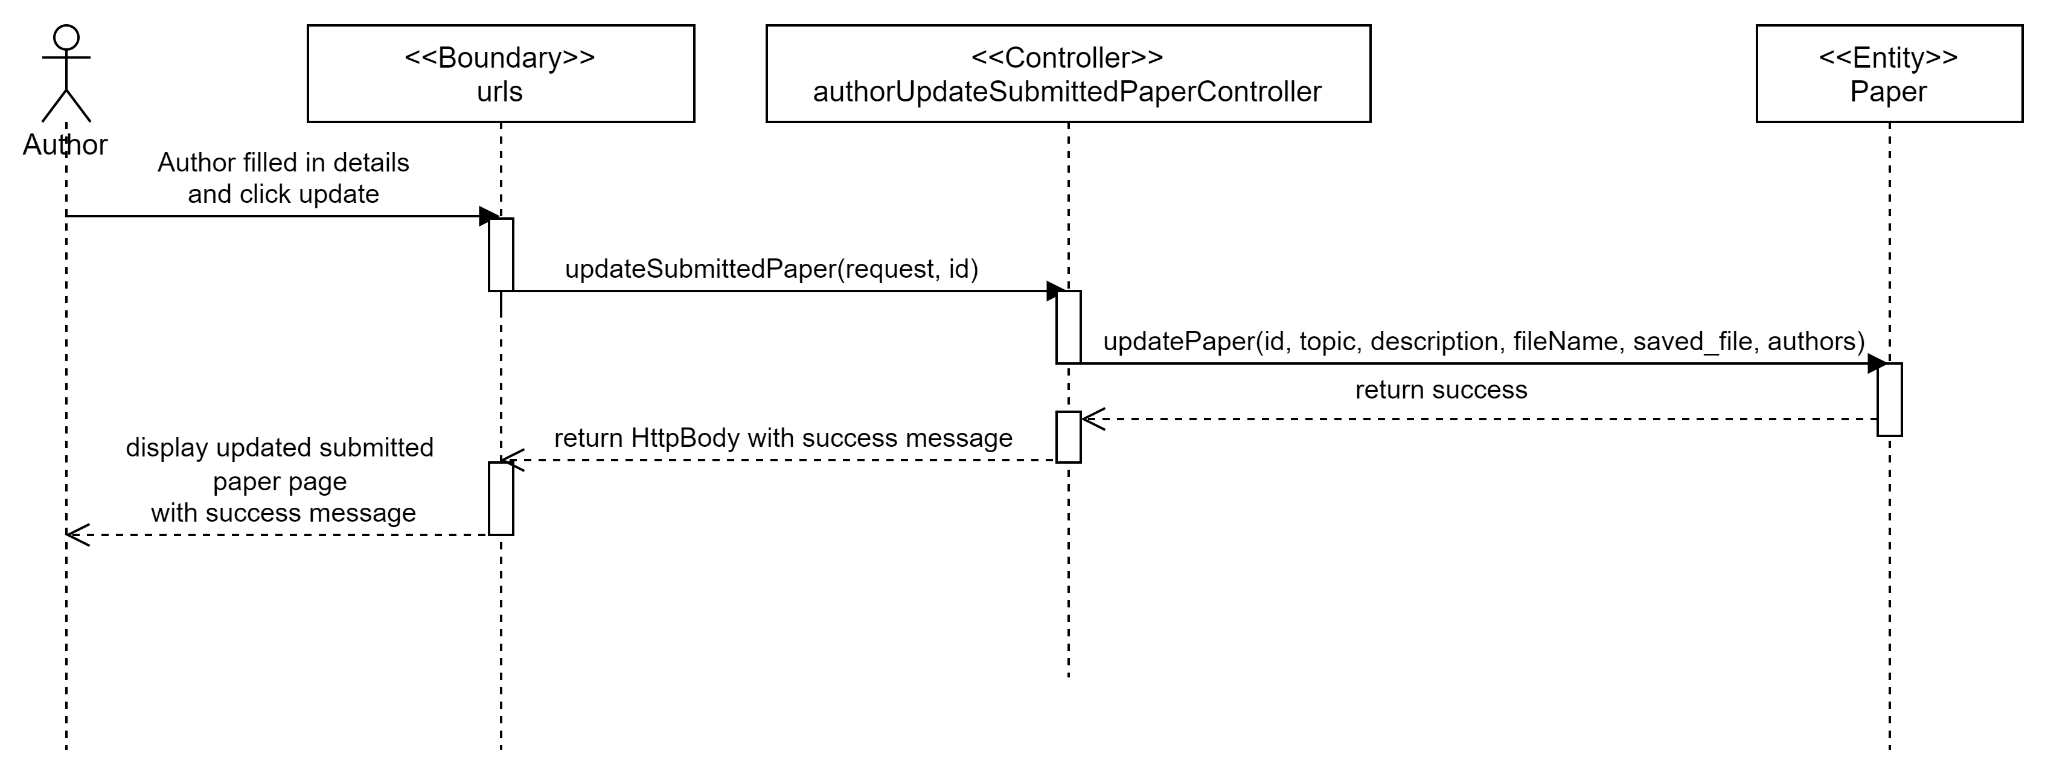 <<Boundary>>
urls
<<Controller>>
authorUpdateSubmittedPaperController
<<Entity>>
Paper
Author
Author filled in details
and click update
updateSubmittedPaper(request, id)
updatePaper(id, topic, description, fileName, saved_file, authors)
return success
return HttpBody with success message
display updated submitted
paper page
with success message